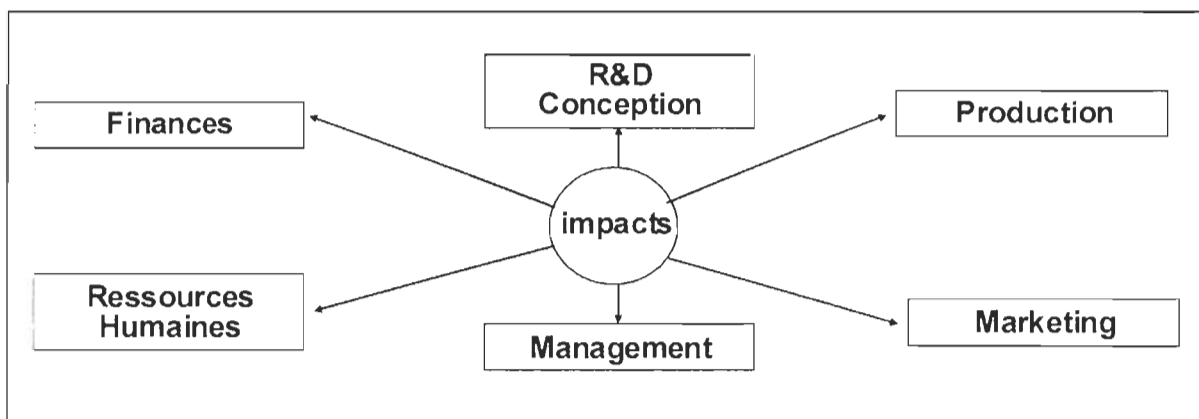 R&D
Conception
Finances
Production
impacts
Ressources
Humaines
Management
Marketing